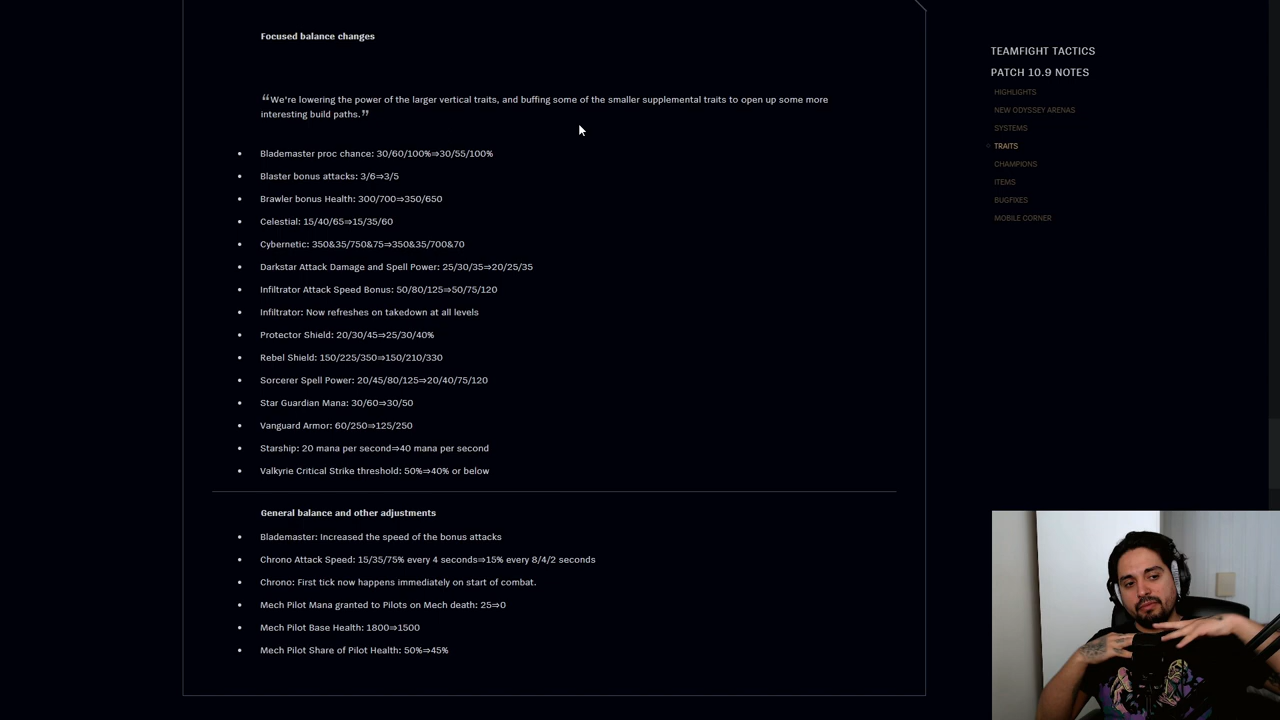 Focused balance changes
“We're lowering the power of the larger vertical traits, and buffing some of the smaller supplemental traits to open up some more
interesting build paths.”
Blademaster proc chance: 30/60/100%⇒30/55/100%
Blaster bonus attacks: 3/6⇒3/5
Brawler bonus Health: 300/700⇒350/650
Celestial: 15/40/65⇒15/35/60
Cybernetic: 350&35/750&75⇒350&35/700&70
Darkstar Attack Damage and Spell Power: 25/30/35⇒20/25/35
Infiltrator Attack Speed Bonus: 50/80/125⇒50/75/120
Infiltrator: Now refreshes on takedown at all levels
Protector Shield: 20/30/45⇒25/30/40%
Rebel Shield: 150/225/350⇒150/210/330
Sorcerer Spell Power: 20/45/80/125⇒20/40/75/120
Star Guardian Mana: 30/60⇒30/50
Vanguard Armor: 60/250⇒125/250
Starship: 20 mana per second⇒40 mana per second
Valkyrie Critical Strike threshold: 50%⇒40% or below
General balance and other adjustments
Blademaster: Increased the speed of the bonus attacks
Chrono Attack Speed: 15/35/75% every 4 seconds⇒15% every 8/4/2 seconds
Chrono: First tick now happens immediately on start of combat.
Mech Pilot Mana granted to Pilots on Mech death: 25⇒0
Mech Pilot Base Health: 1800⇒1500
Mech Pilot Share of Pilot Health: 50%⇒45%
TEAMFIGHT TACTICS
PATCH 10.9 NOTES
HIGHLIGHTS
NEW ODYSSEY ARENAS
SYSTEMS
TRAITS
CHAMPIONS
ITEMS
BUGFIXES
MOBILE CORNER